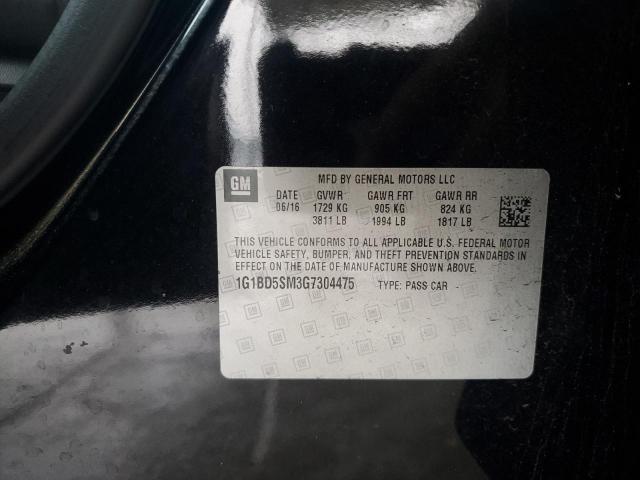 GM
MFD BY GENERAL MOTORS LLC
DATE GVWR GAWR FRT GAWR RR
06/16 1729 KG 905 KG 824 KG
3811 LB 1994 LB 1817 LB
THIS VEHICLE CONFORMS TO ALL APPLICABLE U.S. FEDERAL MOTOR
VEHICLE SAFETY, BUMPER, AND THEFT PREVENTION STANDARDS IN
EFFECT ON THE DATE OF MANUFACTURE SHOWN ABOVE.
1G1BD5SM3G7304475 TYPE: PASS CAR